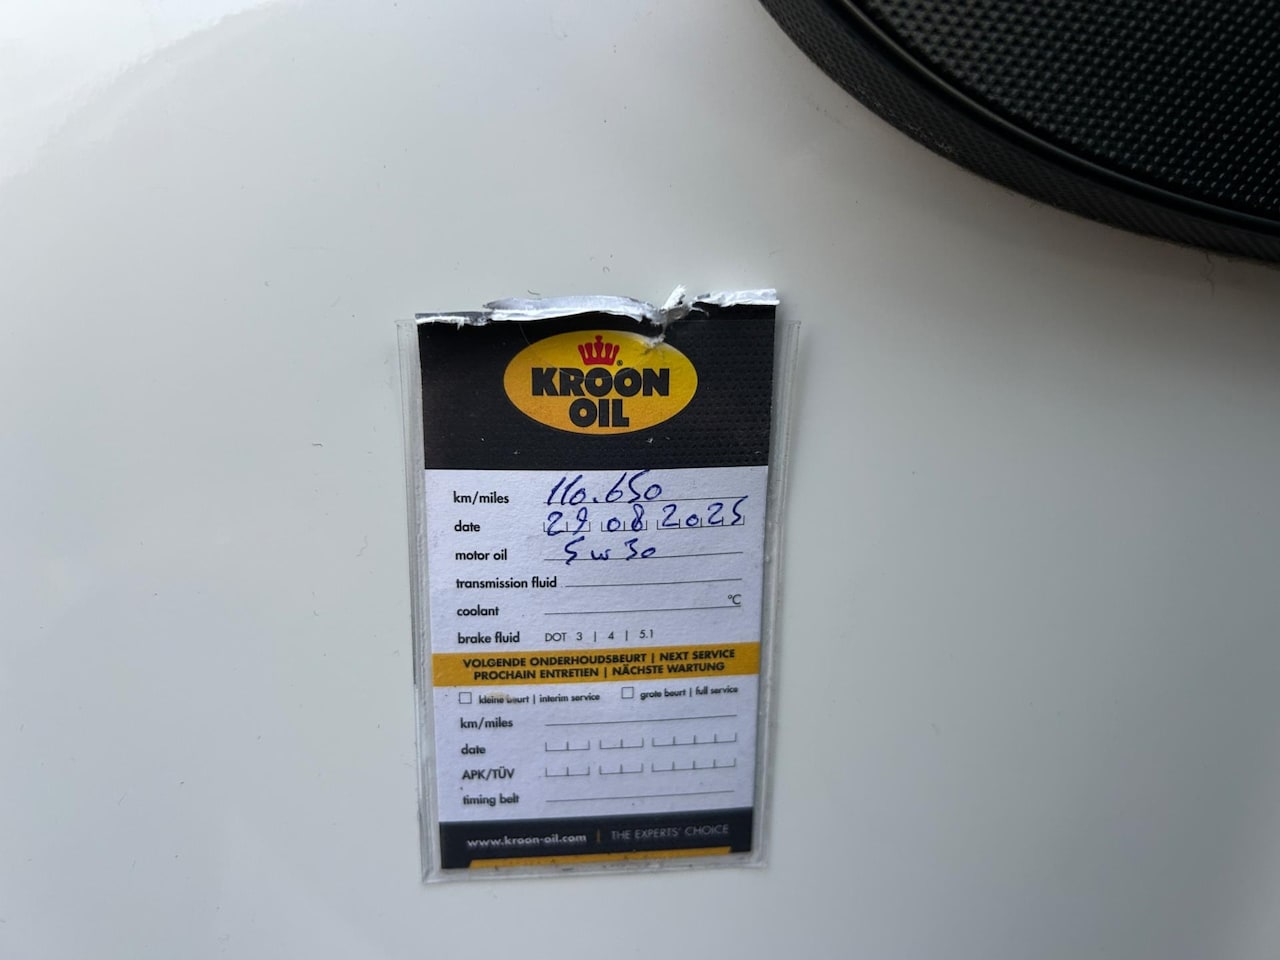 KROON
OIL
®
km/miles 110.650
date 29 08 2025
motor oil 5w30
transmission fluid
coolant °C
brake fluid DOT 3 | 4 | 5.1
VOLGENDE ONDERHOUDSBEURT | NEXT SERVICE
PROCHAIN ENTRETIEN | NÄCHSTE WARTUNG
kleine beurt | interim service grote beurt | full service
km/miles
date
APK/TÜV
timing belt
www.kroon-oil.com | THE EXPERTS' CHOICE